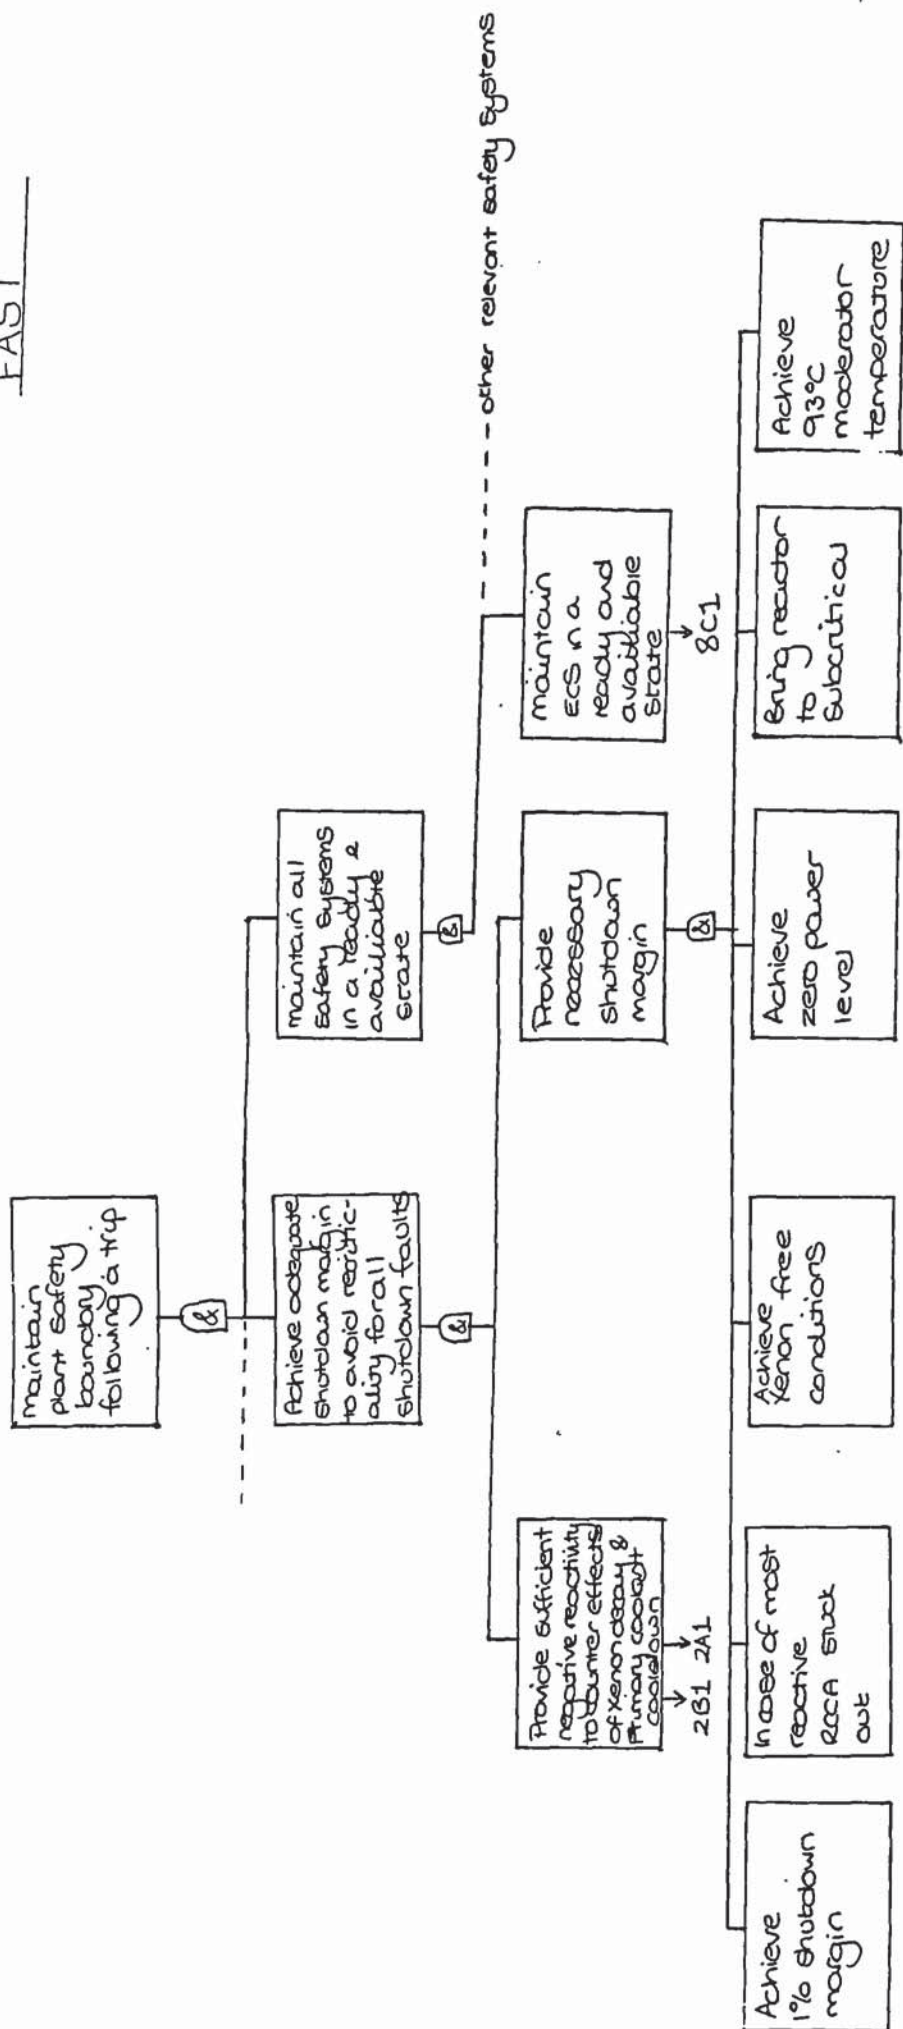 FAST
maintain
plant safety
boundary
following a trip
&
Achieve adequate
shutdown margin
to avoid recritic-
ality for all
shutdown faults
maintain all
safety systems
in a ready &
availiable
state
&
&
other relevant safety systems
Provide sufficient
negative reactivity
to counter effects
of xenon decay &
Primary coolant
cooldown
2B1 2A1
Provide
necessary
shutdown
margin
maintain
ECS in a
ready and
availiable
state
8C1
&
Achieve
1% shutdown
margin
In case of most
reactive
RCCA stuck
out
Achieve
Xenon free
conditions
Achieve
zero power
level
Bring reactor
to
subcritical
Achieve
93°C
moderator
temperature